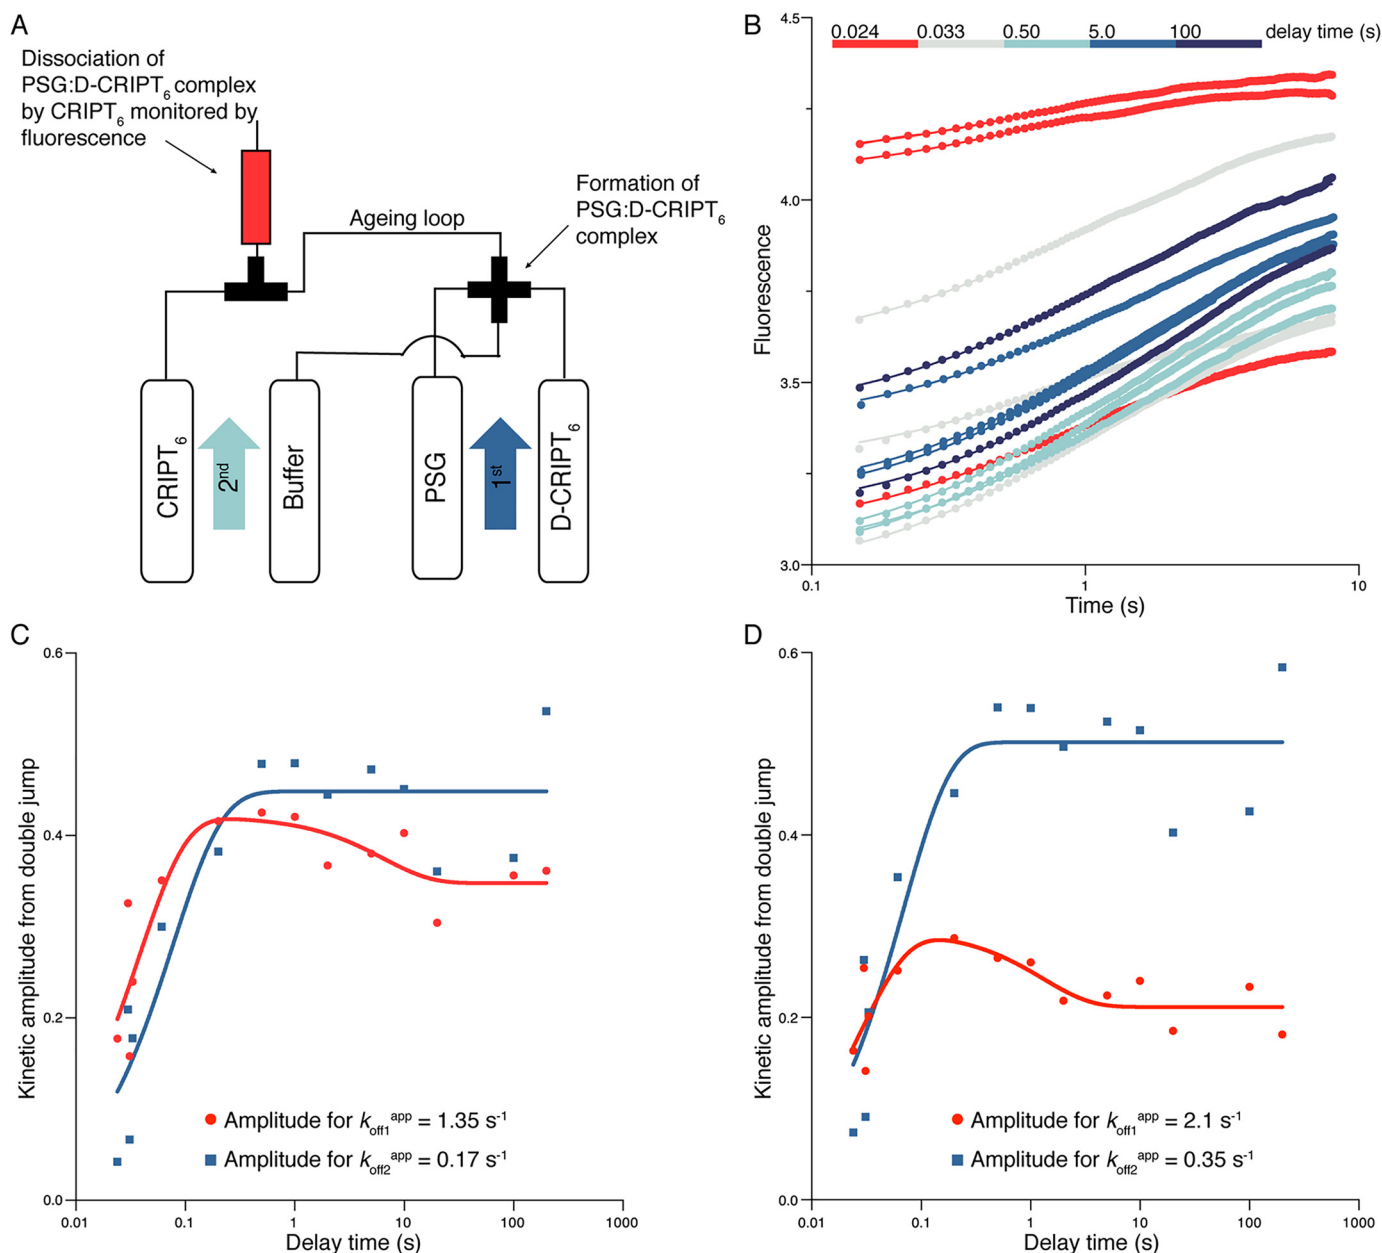 A
Dissociation of
PSG:D-CRIPT6 complex
by CRIPT6 monitored by
fluorescence
Formation of
PSG:D-CRIPT6
complex
Ageing loop
CRIPT6
2nd
Buffer
PSG
1st
D-CRIPT6
B
0.024 0.033 0.50 5.0 100 delay time (s)
4.5
4.0
3.5
3.0
Fluorescence
0.1 1 10
Time (s)
C
0.6
0.4
0.2
0.0
Kinetic amplitude from double jump
Amplitude for koff1app = 1.35 s-1
Amplitude for koff2app = 0.17 s-1
0.01 0.1 1 10 100 1000
Delay time (s)
D
0.6
0.4
0.2
0.0
Kinetic amplitude from double jump
Amplitude for koff1app = 2.1 s-1
Amplitude for koff2app = 0.35 s-1
0.01 0.1 1 10 100 1000
Delay time (s)